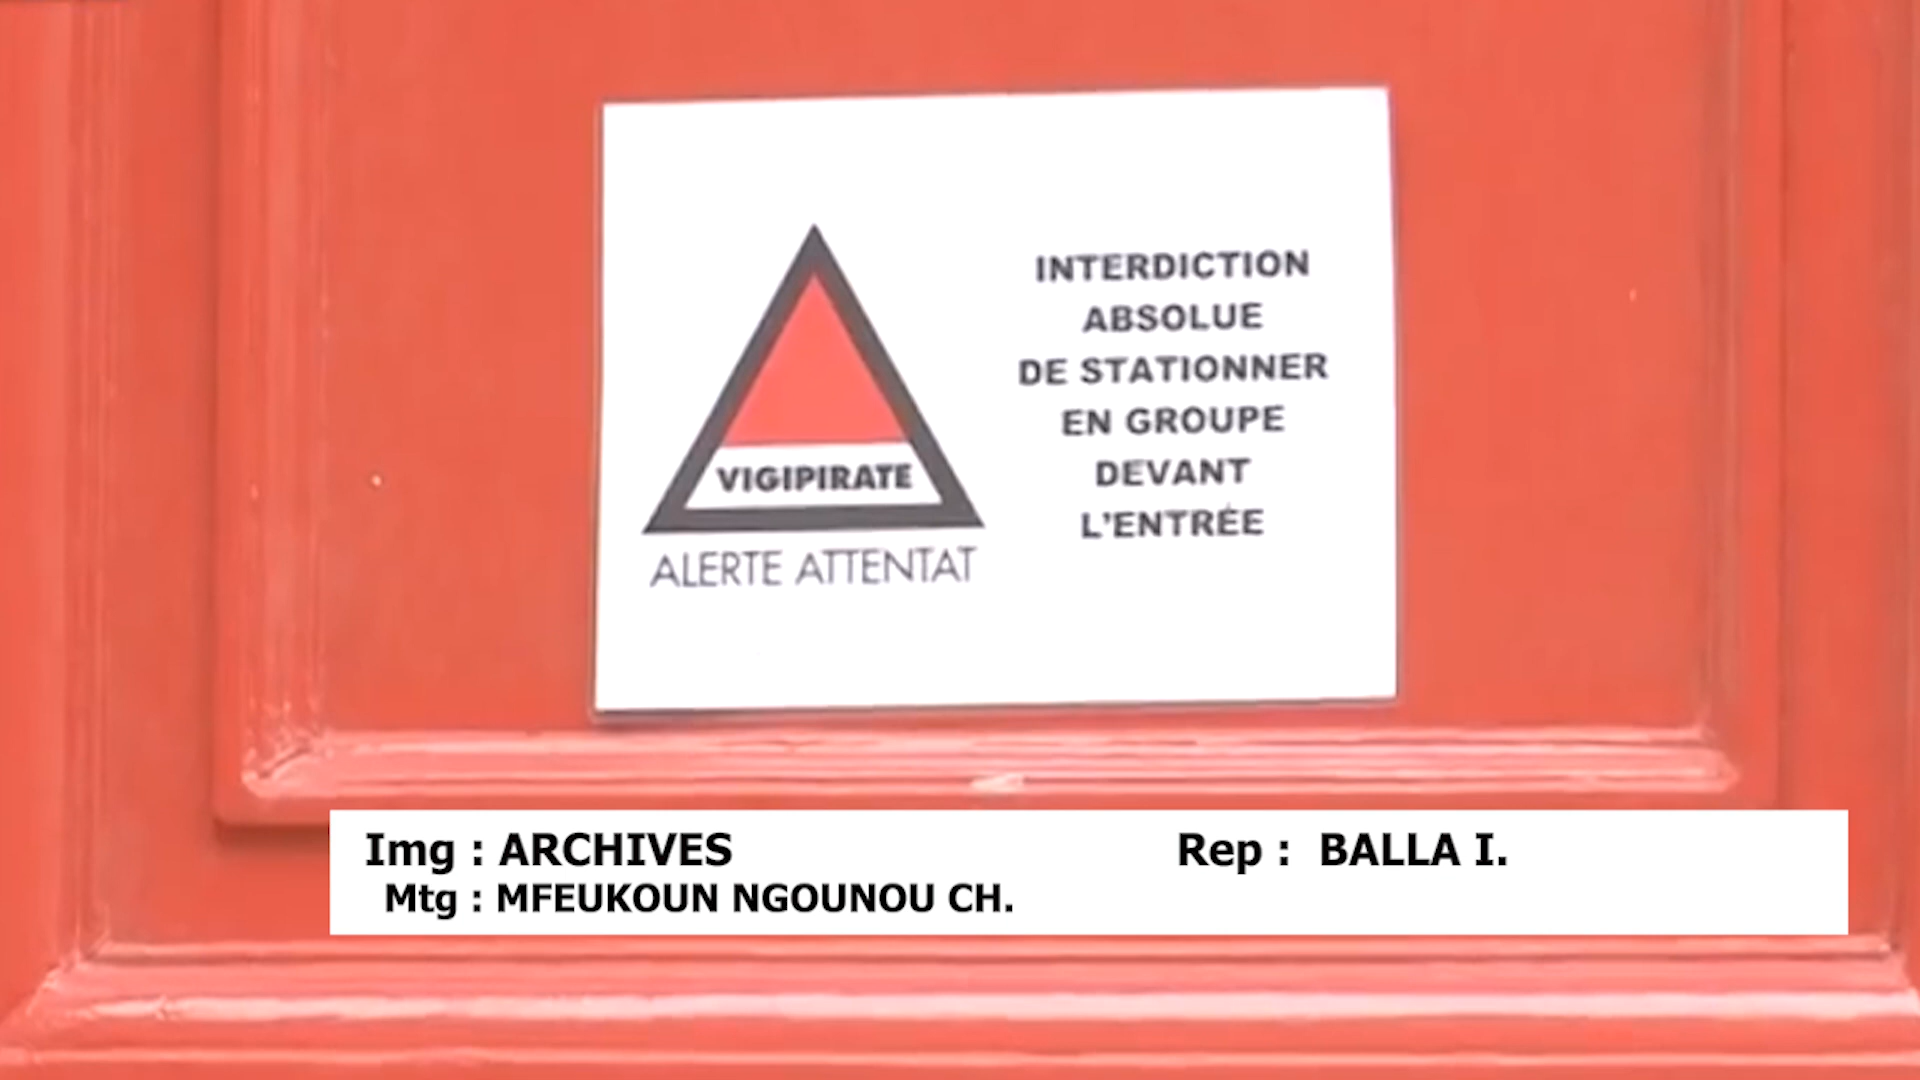 VIGIPIRATE
ALERTE ATTENTAT
INTERDICTION
ABSOLUE
DE STATIONNER
EN GROUPE
DEVANT
L'ENTRÉE
Img : ARCHIVES
Rep : BALLA I.
Mtg : MFEUKOUN NGOUNOU CH.